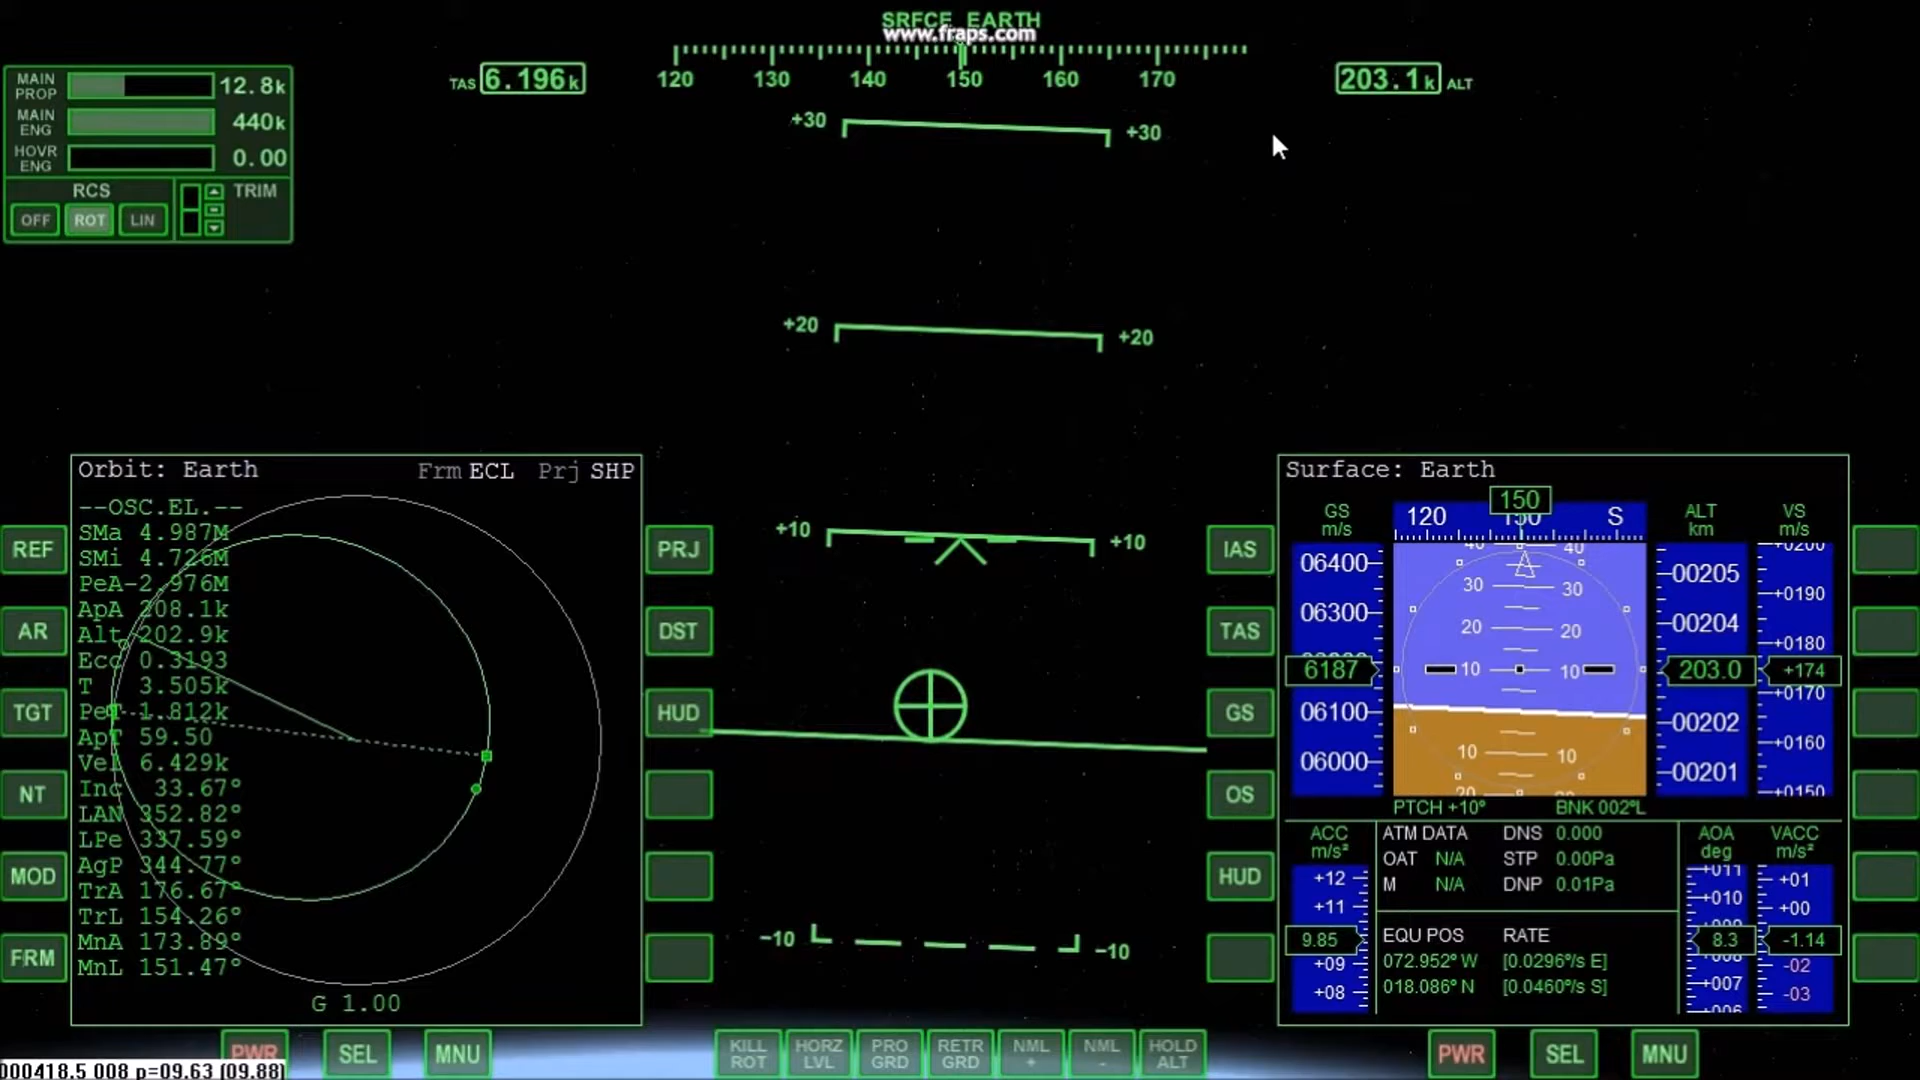 SRFCE EARTH
www.fraps.com
120 130 140 150 160 170
TAS 6.196k
203.1k ALT
MAIN PROP 12.8k
MAIN ENG 440k
HOVR ENG 0.00
RCS TRIM
OFF ROT LIN
+30 +30
+20 +20
+10 +10
-10 -10
Orbit: Earth Frm ECL Prj SHP
--OSC.EL.--
SMa 4.987M
SMi 4.726M
PeA-2.976M
ApA 208.1k
Alt 202.9k
Ecc 0.3193
T 3.505k
PeT 1.812k
ApT 59.50
Vel 6.429k
Inc 33.67°
LAN 352.82°
LPe 337.59°
AgP 344.77°
TrA 176.67°
TrL 154.26°
MnA 173.89°
MnL 151.47°
G 1.00
REF
AR
TGT
NT
MOD
FRM
PRJ
DST
HUD
PWR SEL MNU
KILL ROT
HORZ LVL
PRO GRD
RETR GRD
NML +
NML -
HOLD ALT
IAS
TAS
GS
OS
HUD
Surface: Earth
150
GS m/s
120 150 S
ALT km
VS m/s
06400
06300
6187
06100
06000
40 40
30 30
20 20
10 10
10 10
20 20
00205
00204
203.0
00202
00201
+0200
+0190
+0180
+174
+0170
+0160
+0150
PTCH +10° BNK 002°L
ACC m/s²
+12
+11
9.85
+09
+08
ATM DATA DNS 0.000
OAT N/A STP 0.00Pa
M N/A DNP 0.01Pa
EQU POS RATE
072.952° W [0.0296°/s E]
018.086° N [0.0460°/s S]
AOA deg
+011
+010
8.3
+008
+007
+006
VACC m/s²
+01
+00
-1.14
-02
-03
PWR SEL MNU
000418.5 008 p=09.63 (09.88)